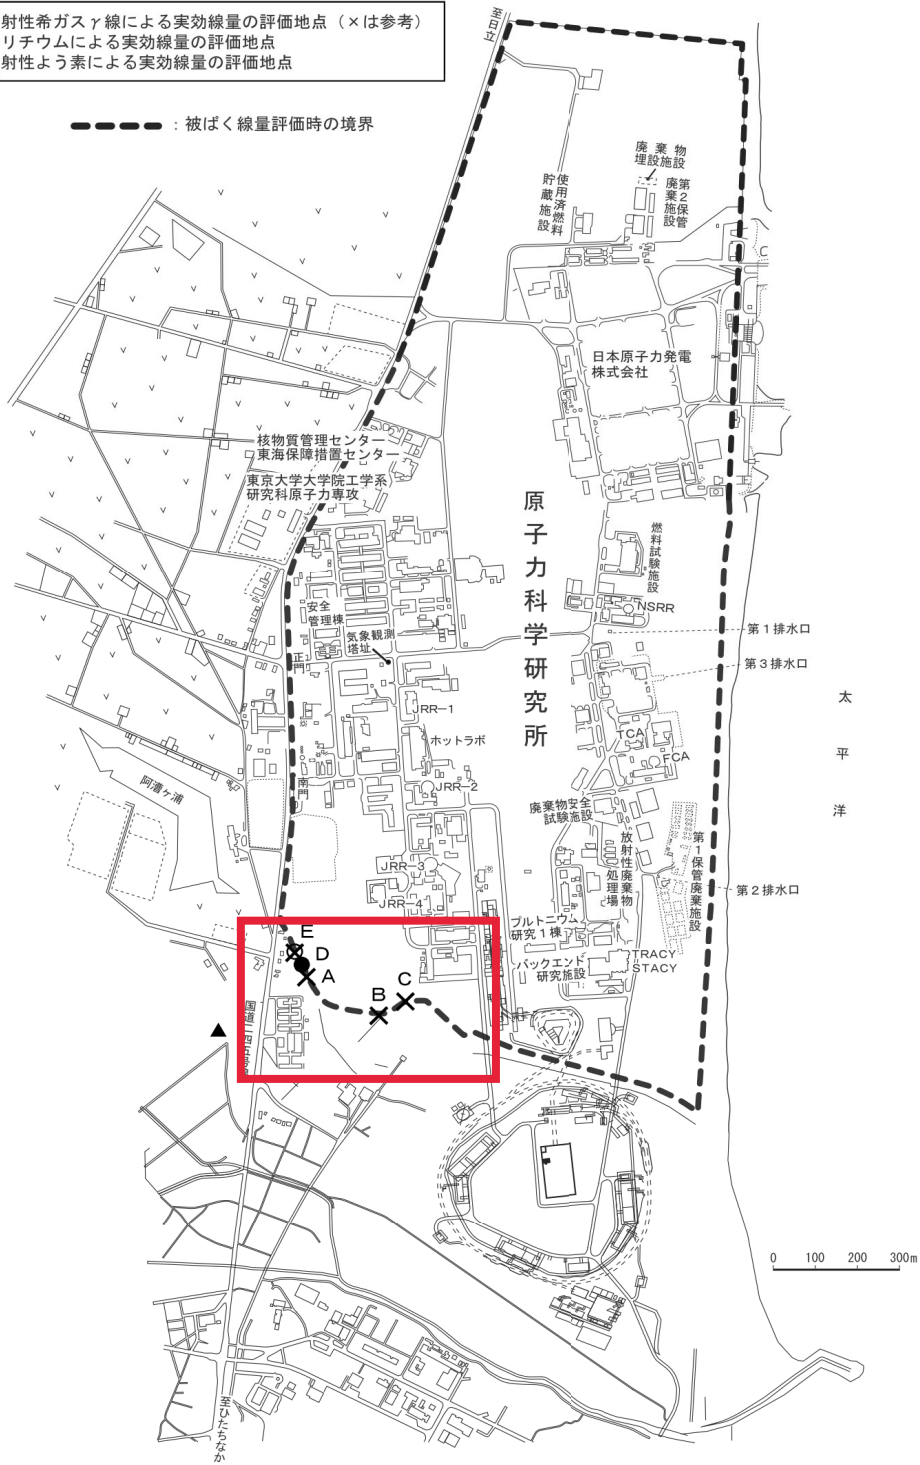 射性希ガスγ線による実効線量の評価地点（×は参考）
リチウムによる実効線量の評価地点
射性よう素による実効線量の評価地点
：被ばく線量評価時の境界
至日立
廃棄物
埋設施設
第2保管
廃棄施設
使用済燃料
貯蔵施設
日本原子力発電
株式会社
核物質管理センター
東海保障措置センター
東京大学大学院工学系
研究科原子力専攻
原子力科学研究所
燃料試験施設
NSRR
安全
管理棟
気象観測
塔址
正門
第1排水口
第3排水口
JRR-1
ホットラボ
TCA
FCA
太平洋
JRR-2
南門
阿漕ヶ浦
廃棄物安全
試験施設
放射性廃棄物
処理場
第1保管廃棄施設
第2排水口
JRR-3
JRR-4
プルトニウム
研究1棟
バックエンド
研究施設
TRACY
STACY
E
D
A
B
C
国道二四五号
0 100 200 300m
至ひたちなか